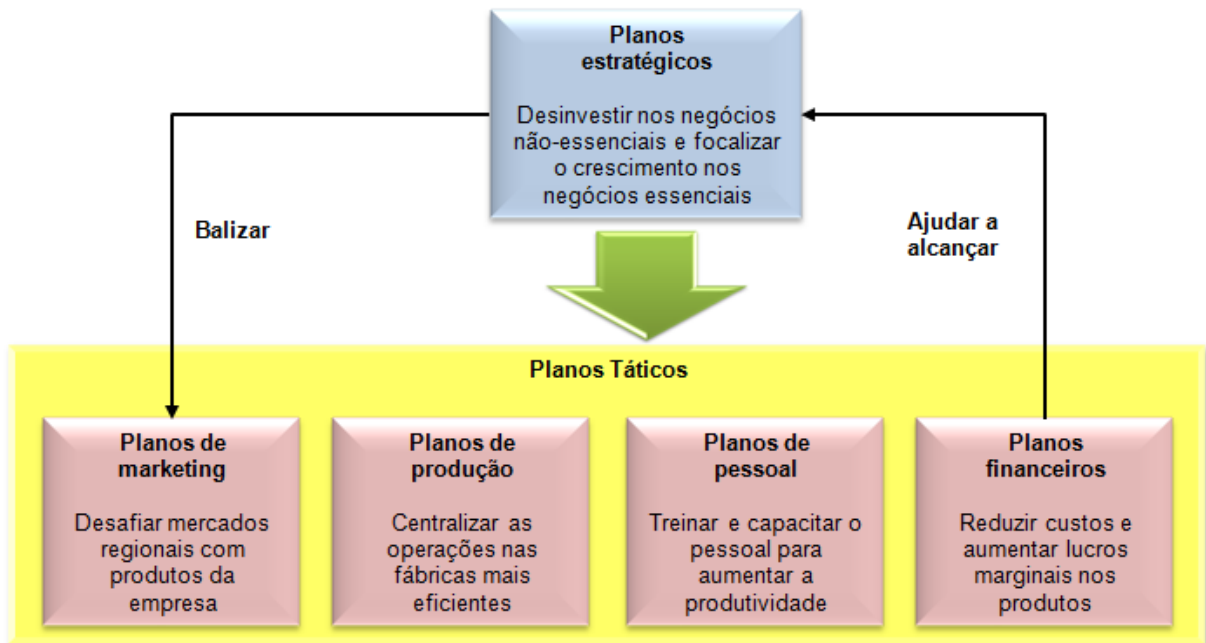 Planos
estratégicos
Desinvestir nos negócios
não-essenciais e focalizar
o crescimento nos
negócios essenciais
Balizar
Ajudar a
alcançar
Planos Táticos
Planos de
marketing
Desafiar mercados
regionais com
produtos da
empresa
Planos de
produção
Centralizar as
operações nas
fábricas mais
eficientes
Planos de
pessoal
Treinar e capacitar o
pessoal para
aumentar a
produtividade
Planos
financeiros
Reduzir custos e
aumentar lucros
marginais nos
produtos